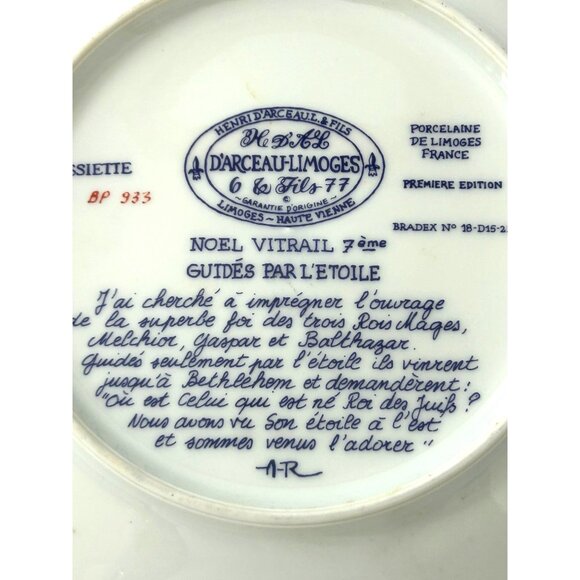 HENRI D'ARCEAU L. & FILS
H D'A L
D'ARCEAU-LIMOGES
6 & Fils 77
~GARANTIE D'ORIGINE~
©
LIMOGES ~ HAUTE VIENNE
SSIETTE
BP 933
PORCELAINE
DE LIMOGES
FRANCE
PREMIERE EDITION
BRADEX Nº 18-D15-2
NOEL VITRAIL 7ème
GUIDÉS PAR L'ETOILE
J'ai cherché à imprégner l'ouvrage
de la superbe foi des trois Rois Mages,
Melchior, Gaspar et Balthazar.
Guidés seulement par l'étoile ils vinrent
jusqu'à Bethléhem et demandèrent :
"Où est Celui qui est né Roi des Juifs ?
Nous avons vu Son étoile à l'est
et sommes venus l'adorer"
A-R